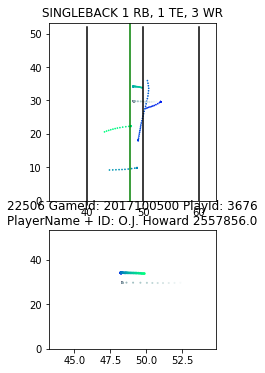 SINGLEBACK 1 RB, 1 TE, 3 WR
50
40
30
20
10
0
40 50 60
22506 GameId: 2017100500 PlayId: 3676
PlayerName + ID: O.J. Howard 2557856.0
40
20
0
45.0 47.5 50.0 52.5